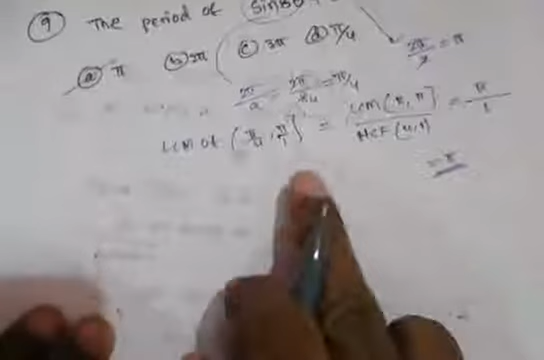 ⑨ The period of sin8θ
ⓐ π ⓑ 2π ⓒ 3π ⓓ π/4
2π/2 = π
2π/a = 2π/84 = π/4
LCM of (π/4, π/1) = LCM(π, π)/HCF(4,1) = π/1
= π